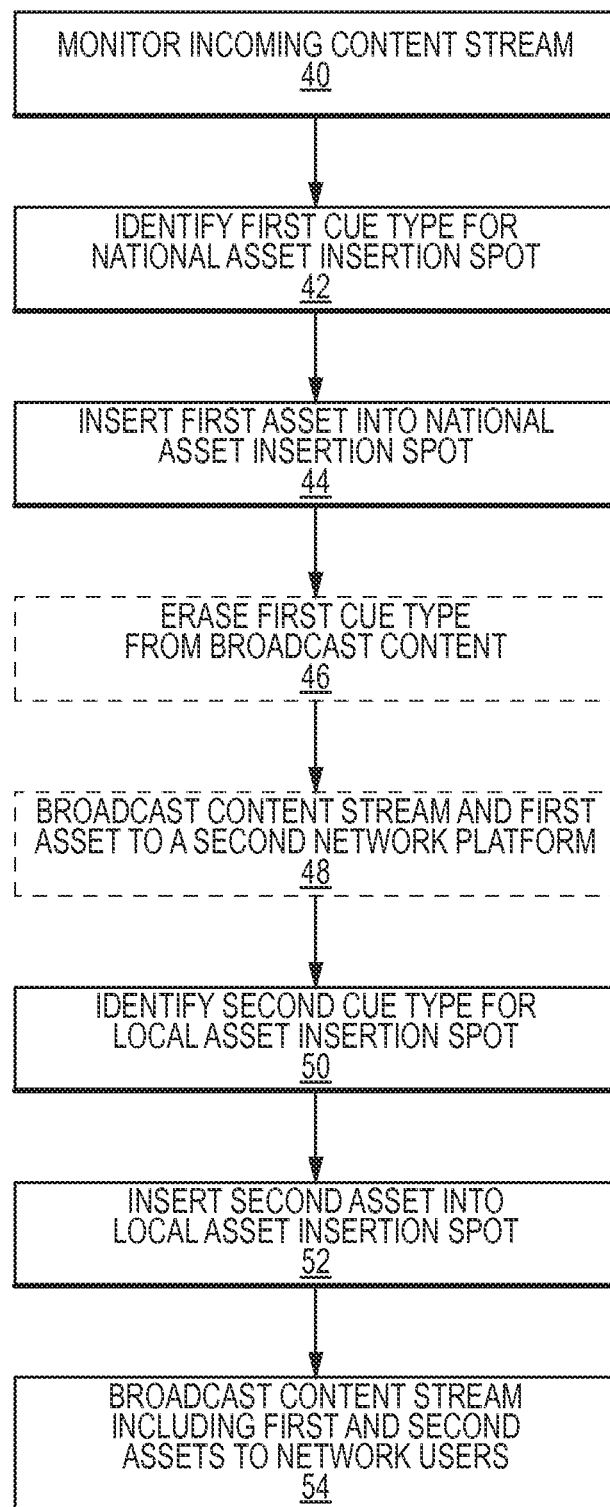 MONITOR INCOMING CONTENT STREAM
40
IDENTIFY FIRST CUE TYPE FOR
NATIONAL ASSET INSERTION SPOT
42
INSERT FIRST ASSET INTO NATIONAL
ASSET INSERTION SPOT
44
ERASE FIRST CUE TYPE
FROM BROADCAST CONTENT
46
BROADCAST CONTENT STREAM AND FIRST
ASSET TO A SECOND NETWORK PLATFORM
48
IDENTIFY SECOND CUE TYPE FOR
LOCAL ASSET INSERTION SPOT
50
INSERT SECOND ASSET INTO
LOCAL ASSET INSERTION SPOT
52
BROADCAST CONTENT STREAM
INCLUDING FIRST AND SECOND
ASSETS TO NETWORK USERS
54